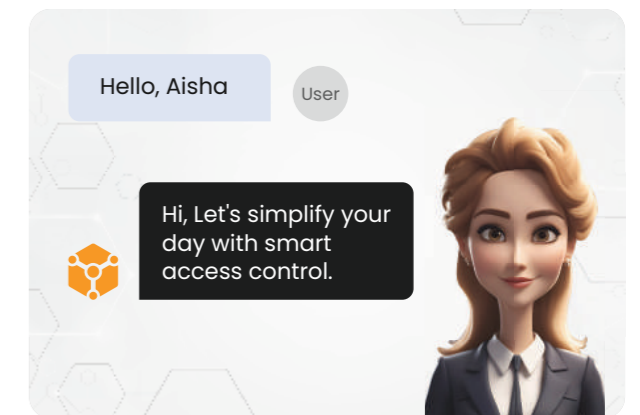 Hello, Aisha
User
Hi, Let's simplify your
day with smart
access control.